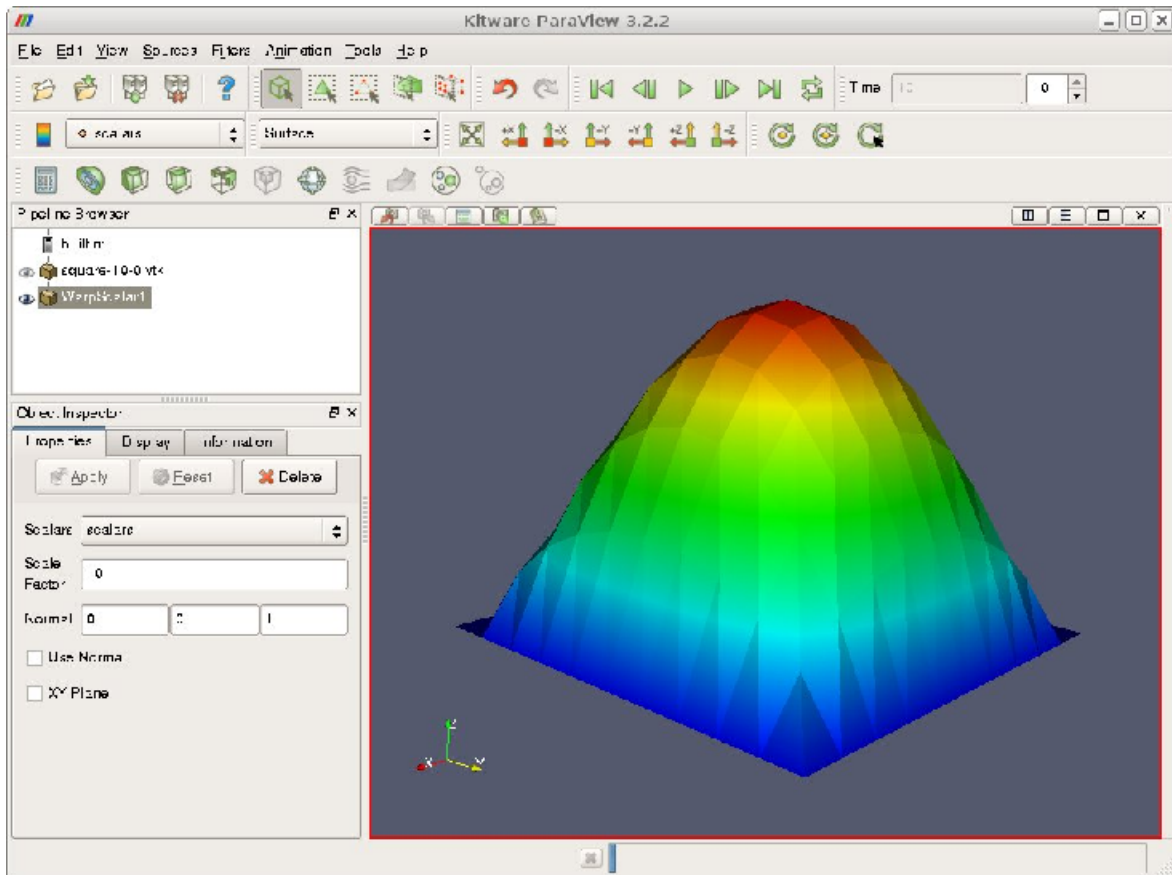 Kitware ParaView 3.2.2
File Edit View Sources Filters Animation Tools Help
Time 10 0
scalars Surface
+X -X +Y -Y +Z -Z
Pipeline Browser
builtin:
square-10-0.vtk
WarpScalar1
Object Inspector
Properties Display Information
Apply Reset Delete
Scalars scalars
Scale
Factor
Normal 0 0 1
Use Normal
XY Plane
Z
X Y